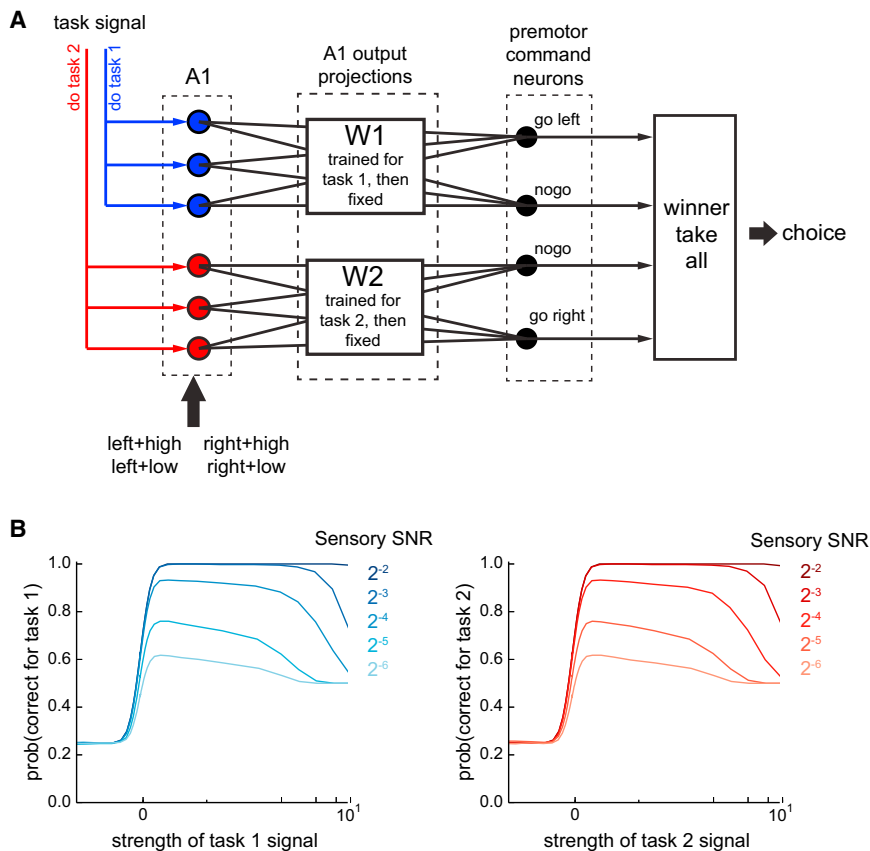 A
task signal
do task 2
do task 1
A1
A1 output
projections
premotor
command
neurons
W1
trained for
task 1, then
fixed
W2
trained for
task 2, then
fixed
go left
nogo
nogo
go right
winner
take
all
choice
left+high
left+low
right+high
right+low
B
Sensory SNR
2⁻²
2⁻³
2⁻⁴
2⁻⁵
2⁻⁶
prob(correct for task 1)
1.0
0.8
0.6
0.4
0.2
0.0
0
10¹
strength of task 1 signal
Sensory SNR
2⁻²
2⁻³
2⁻⁴
2⁻⁵
2⁻⁶
prob(correct for task 2)
1.0
0.8
0.6
0.4
0.2
0.0
0
10¹
strength of task 2 signal